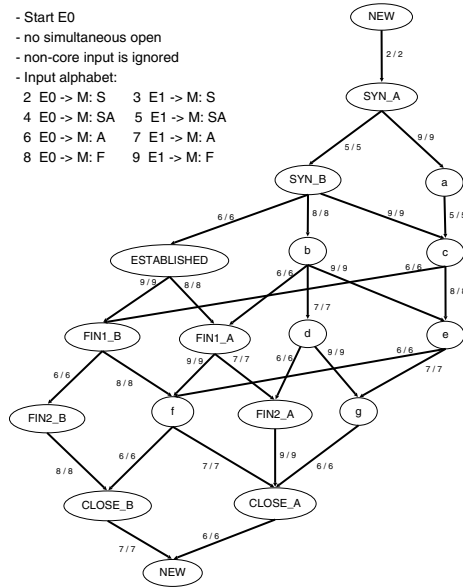 - Start E0
- no simultaneous open
- non-core input is ignored
- Input alphabet:
2 E0 -> M: S 3 E1 -> M: S
4 E0 -> M: SA 5 E1 -> M: SA
6 E0 -> M: A 7 E1 -> M: A
8 E0 -> M: F 9 E1 -> M: F
NEW
2 / 2
SYN_A
5 / 5 9 / 9
SYN_B a
6 / 6 8 / 8 9 / 9 5 / 5
ESTABLISHED b c
9 / 9 8 / 8 6 / 6 9 / 9 6 / 6 8 / 8
7 / 7
FIN1_B FIN1_A d e
9 / 9 7 / 7 6 / 6 9 / 9 6 / 6 7 / 7
6 / 6 8 / 8
FIN2_B f FIN2_A g
8 / 8 6 / 6 7 / 7 9 / 9 6 / 6
CLOSE_B CLOSE_A
7 / 7 6 / 6
NEW